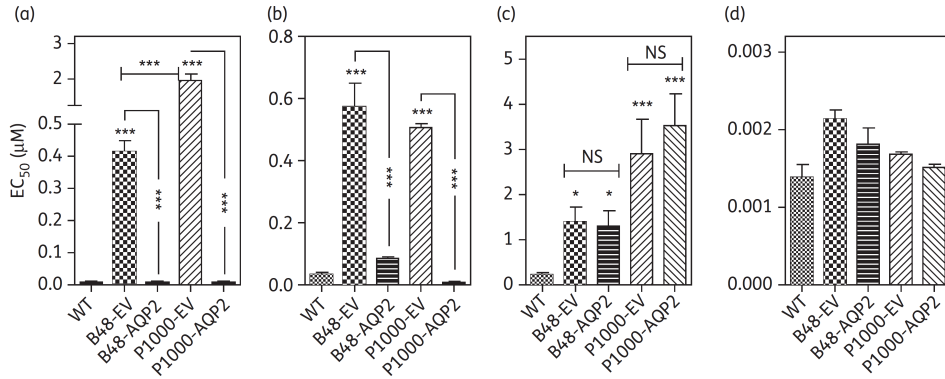 (a)
(b)
(c)
(d)
EC50 (µM)
3
2
0.5
0.4
0.3
0.2
0.1
0.0
***
***
***
***
***
WT
B48-EV
B48-AQP2
P1000-EV
P1000-AQP2
0.8
0.6
0.4
0.2
0.0
***
***
***
***
WT
B48-EV
B48-AQP2
P1000-EV
P1000-AQP2
5
4
3
2
1
0
NS
NS
*
*
***
***
WT
B48-EV
B48-AQP2
P1000-EV
P1000-AQP2
0.003
0.002
0.001
0.000
WT
B48-EV
B48-AQP2
P1000-EV
P1000-AQP2